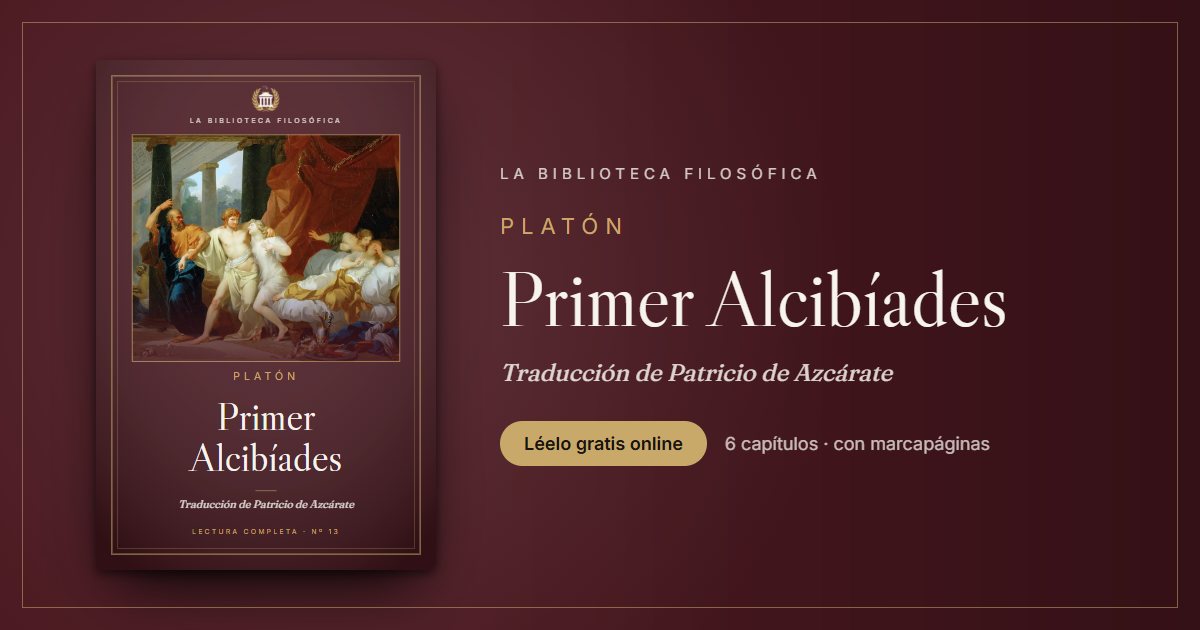 LA BIBLIOTECA FILOSÓFICA
PLATÓN
Primer
Alcibíades
Traducción de Patricio de Azcárate
LECTURA COMPLETA · Nº 13
LA BIBLIOTECA FILOSÓFICA
PLATÓN
Primer Alcibíades
Traducción de Patricio de Azcárate
Léelo gratis online
6 capítulos · con marcapáginas